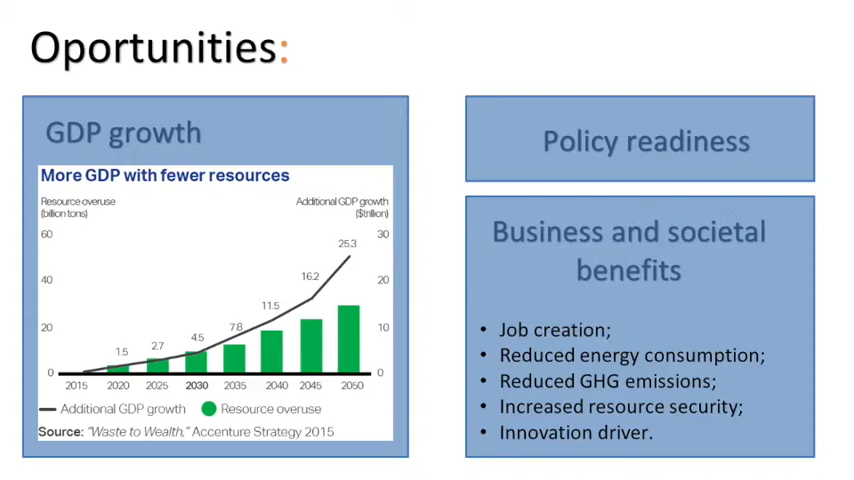 Oportunities:
GDP growth
More GDP with fewer resources
Resource overuse
(billion tons)
Additional GDP growth
($trillion)
60
40
20
0
30
20
10
0
1.5
2.7
4.5
7.8
11.5
16.2
25.3
2015 2020 2025 2030 2035 2040 2045 2050
Additional GDP growth Resource overuse
Source: "Waste to Wealth," Accenture Strategy 2015
Policy readiness
Business and societal
benefits
• Job creation;
• Reduced energy consumption;
• Reduced GHG emissions;
• Increased resource security;
• Innovation driver.